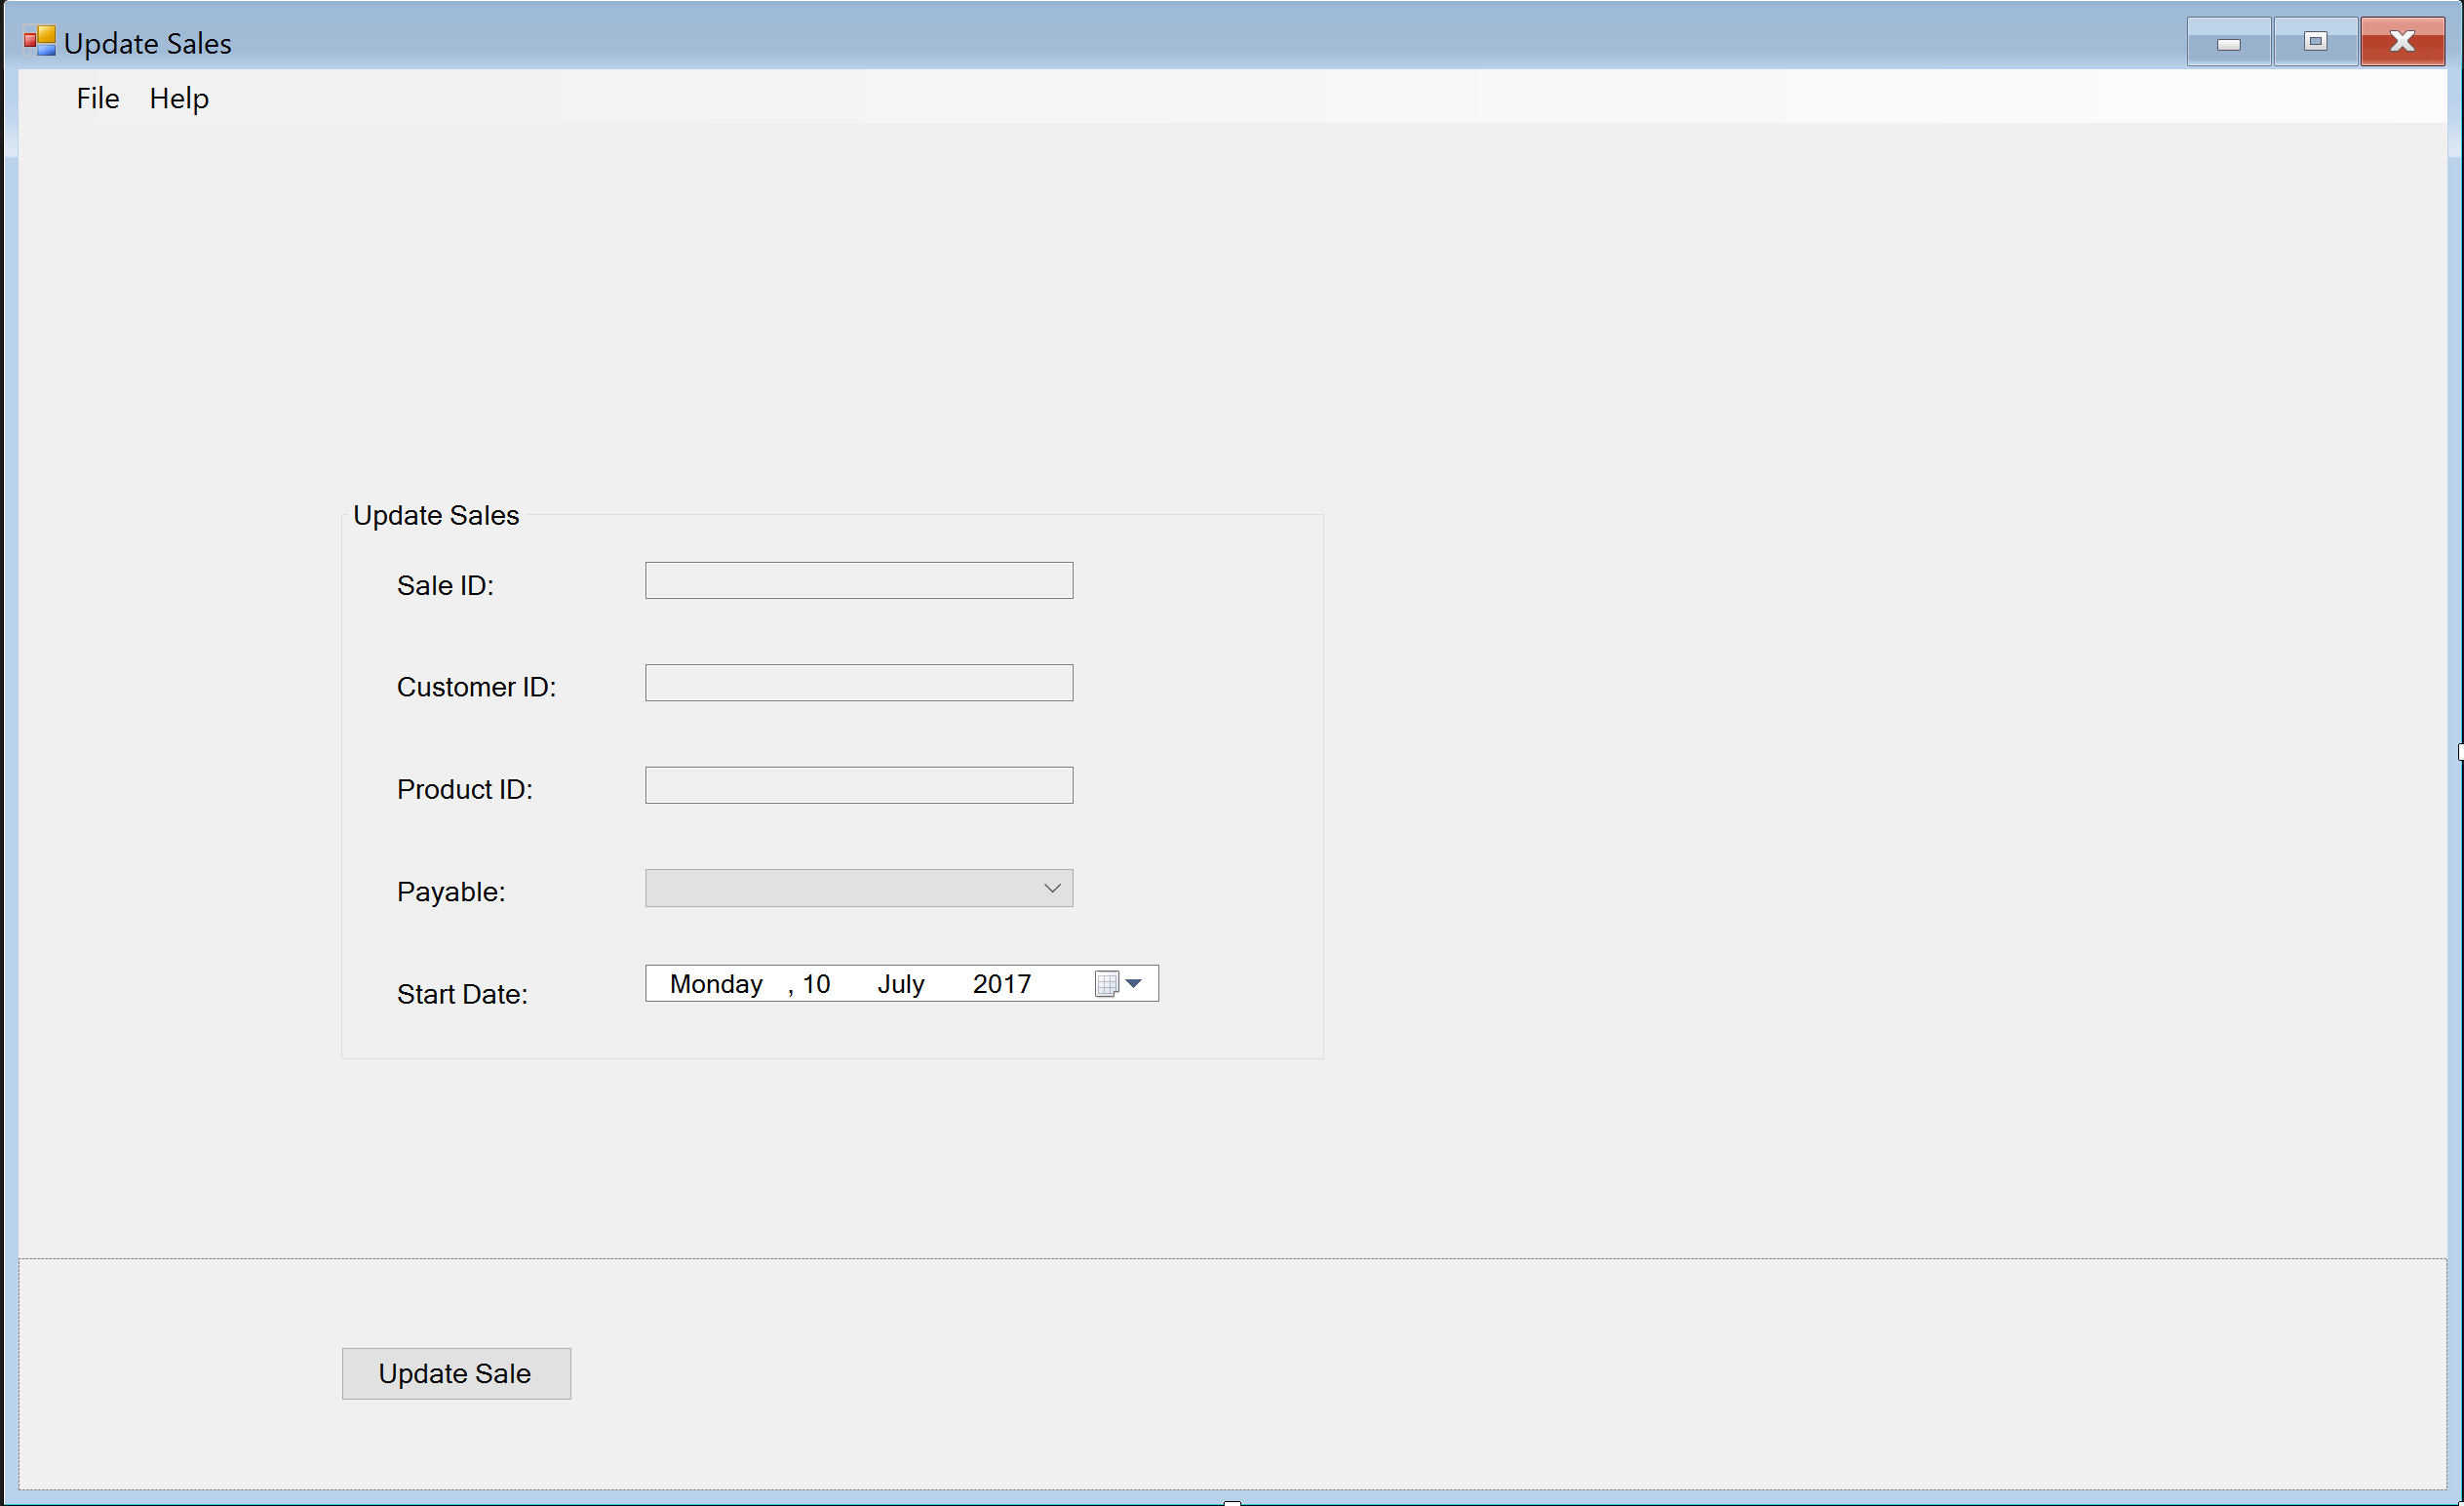 Update Sales
File Help
Update Sales
Sale ID:
Customer ID:
Product ID:
Payable:
Start Date: Monday , 10 July 2017
Update Sale